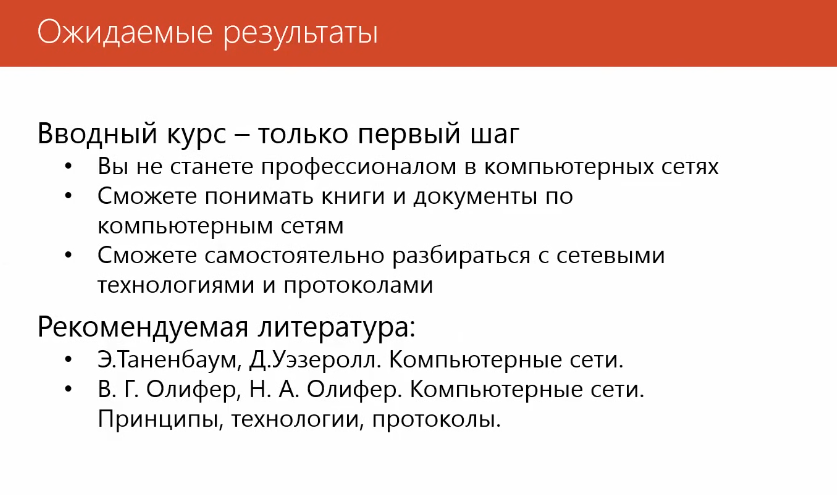 Ожидаемые результаты
Вводный курс – только первый шаг
• Вы не станете профессионалом в компьютерных сетях
• Сможете понимать книги и документы по
компьютерным сетям
• Сможете самостоятельно разбираться с сетевыми
технологиями и протоколами
Рекомендуемая литература:
• Э.Таненбаум, Д.Уэзеролл. Компьютерные сети.
• В. Г. Олифер, Н. А. Олифер. Компьютерные сети.
Принципы, технологии, протоколы.